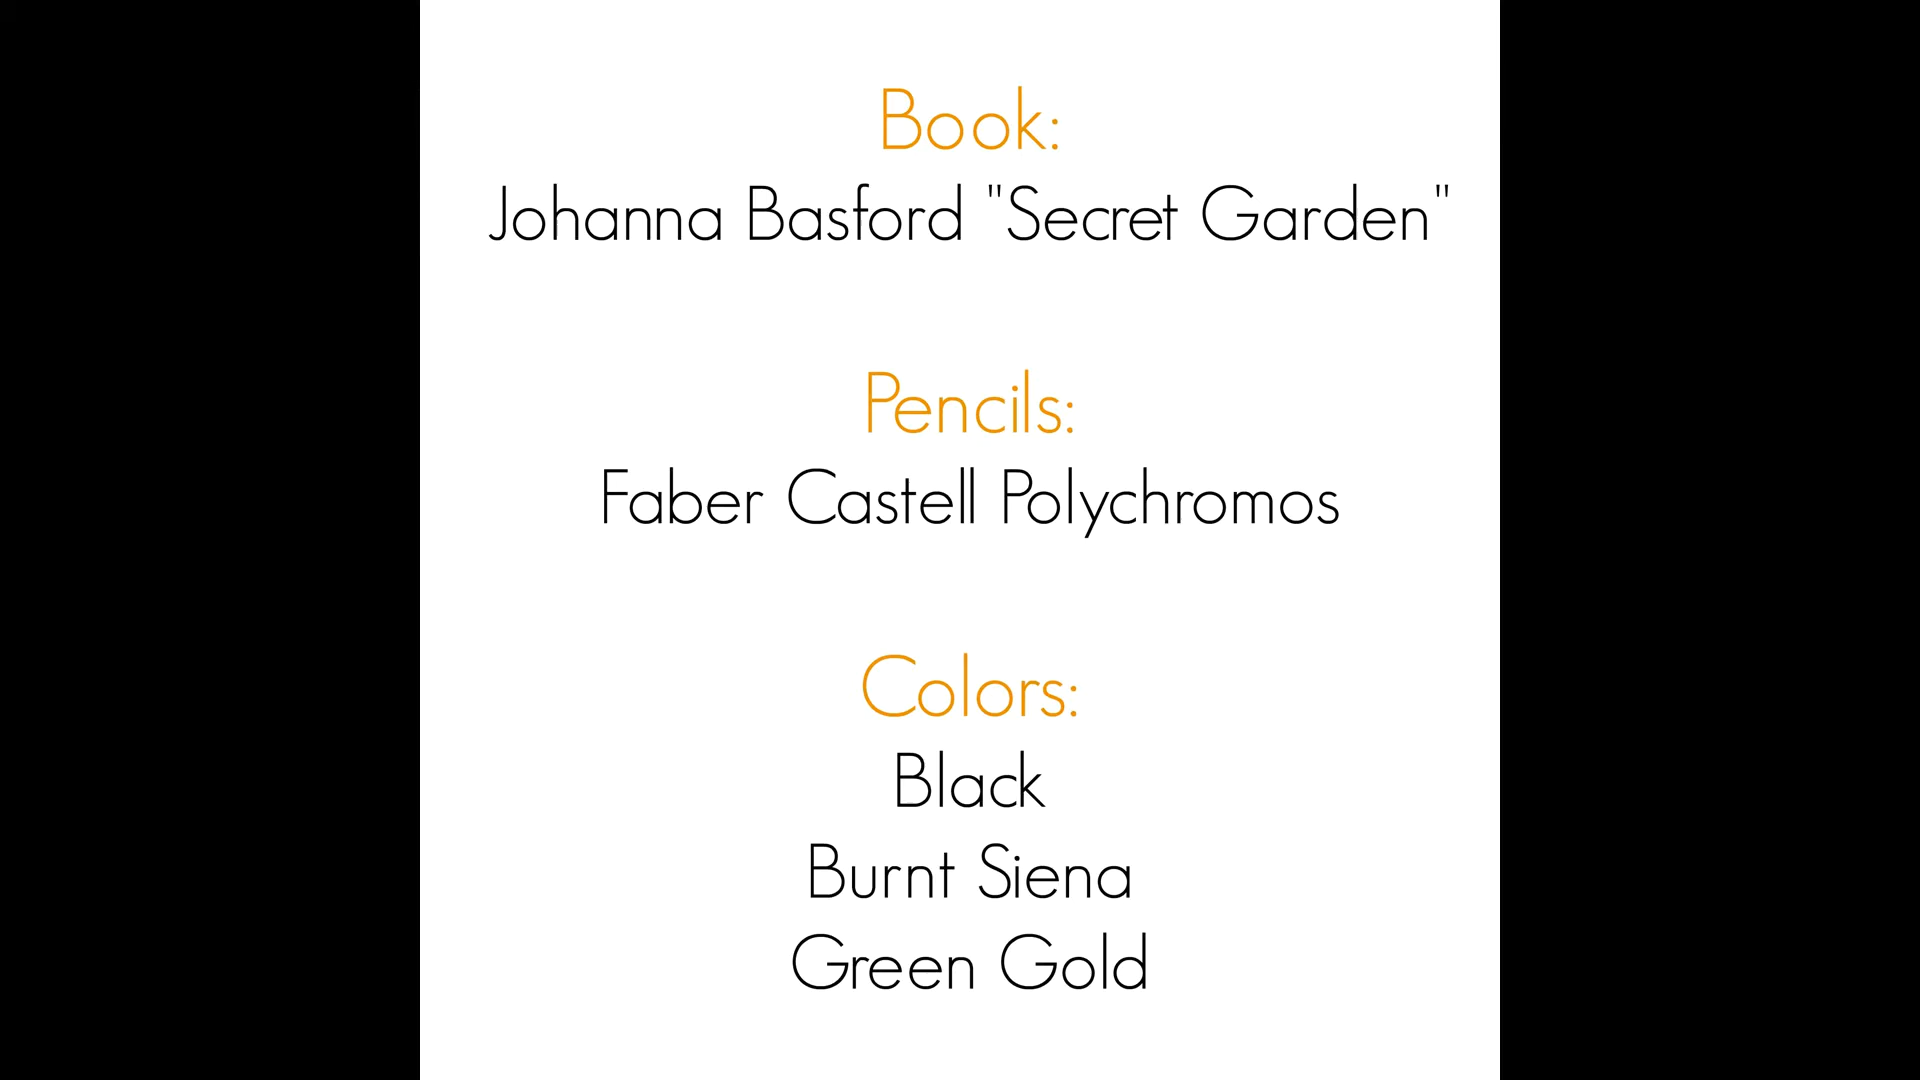 Book:
Johanna Basford "Secret Garden"
Pencils:
Faber Castell Polychromos
Colors:
Black
Burnt Siena
Green Gold